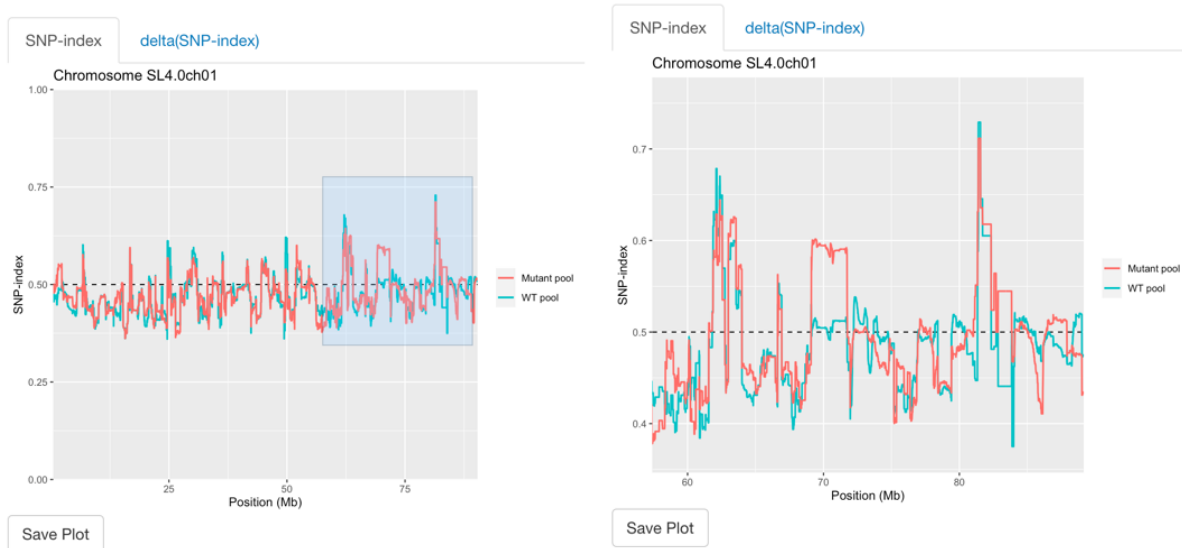 SNP-index
delta(SNP-index)
Chromosome SL4.0ch01
1.00
0.75
0.50
0.25
0.00
SNP-index
25
50
75
Position (Mb)
Mutant pool
WT pool
Save Plot
SNP-index
delta(SNP-index)
Chromosome SL4.0ch01
0.7
0.6
0.5
0.4
SNP-index
60
70
80
Position (Mb)
Mutant pool
WT pool
Save Plot